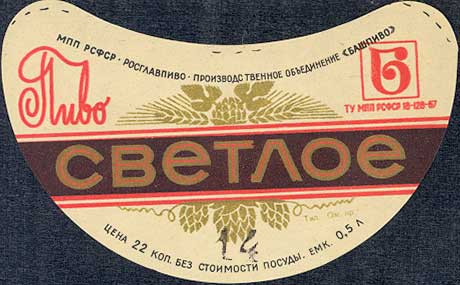 МПП РСФСР · РОСГЛАВПИВО · ПРОИЗВОДСТВЕННОЕ ОБЪЕДИНЕНИЕ «БАШПИВО»
Пиво
Б
ТУ МПП РСФСР 18-128-67
СВЕТЛОЕ
Тип.
14
ЦЕНА 22 КОП. БЕЗ СТОИМОСТИ ПОСУДЫ. ЕМК. 0,5 Л